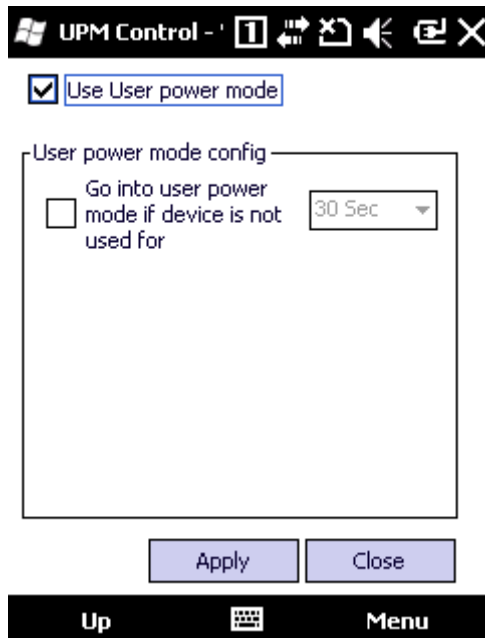 UPM Control - '
1
Use User power mode
User power mode config
Go into user power
mode if device is not
used for
30 Sec
Apply
Close
Up
Menu